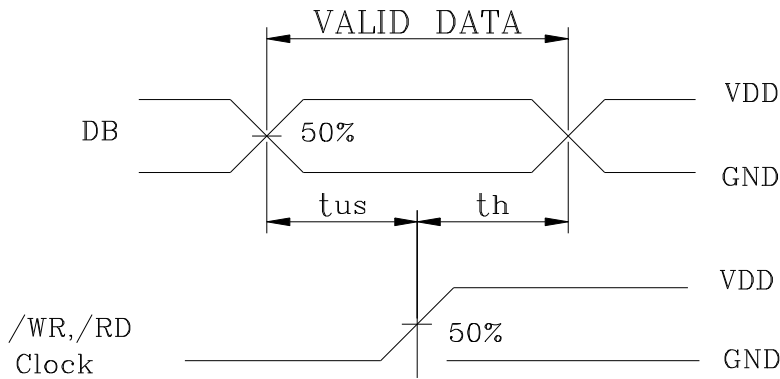 VALID DATA
VDD
DB
50%
GND
tus
th
VDD
/WR,/RD
50%
Clock
GND